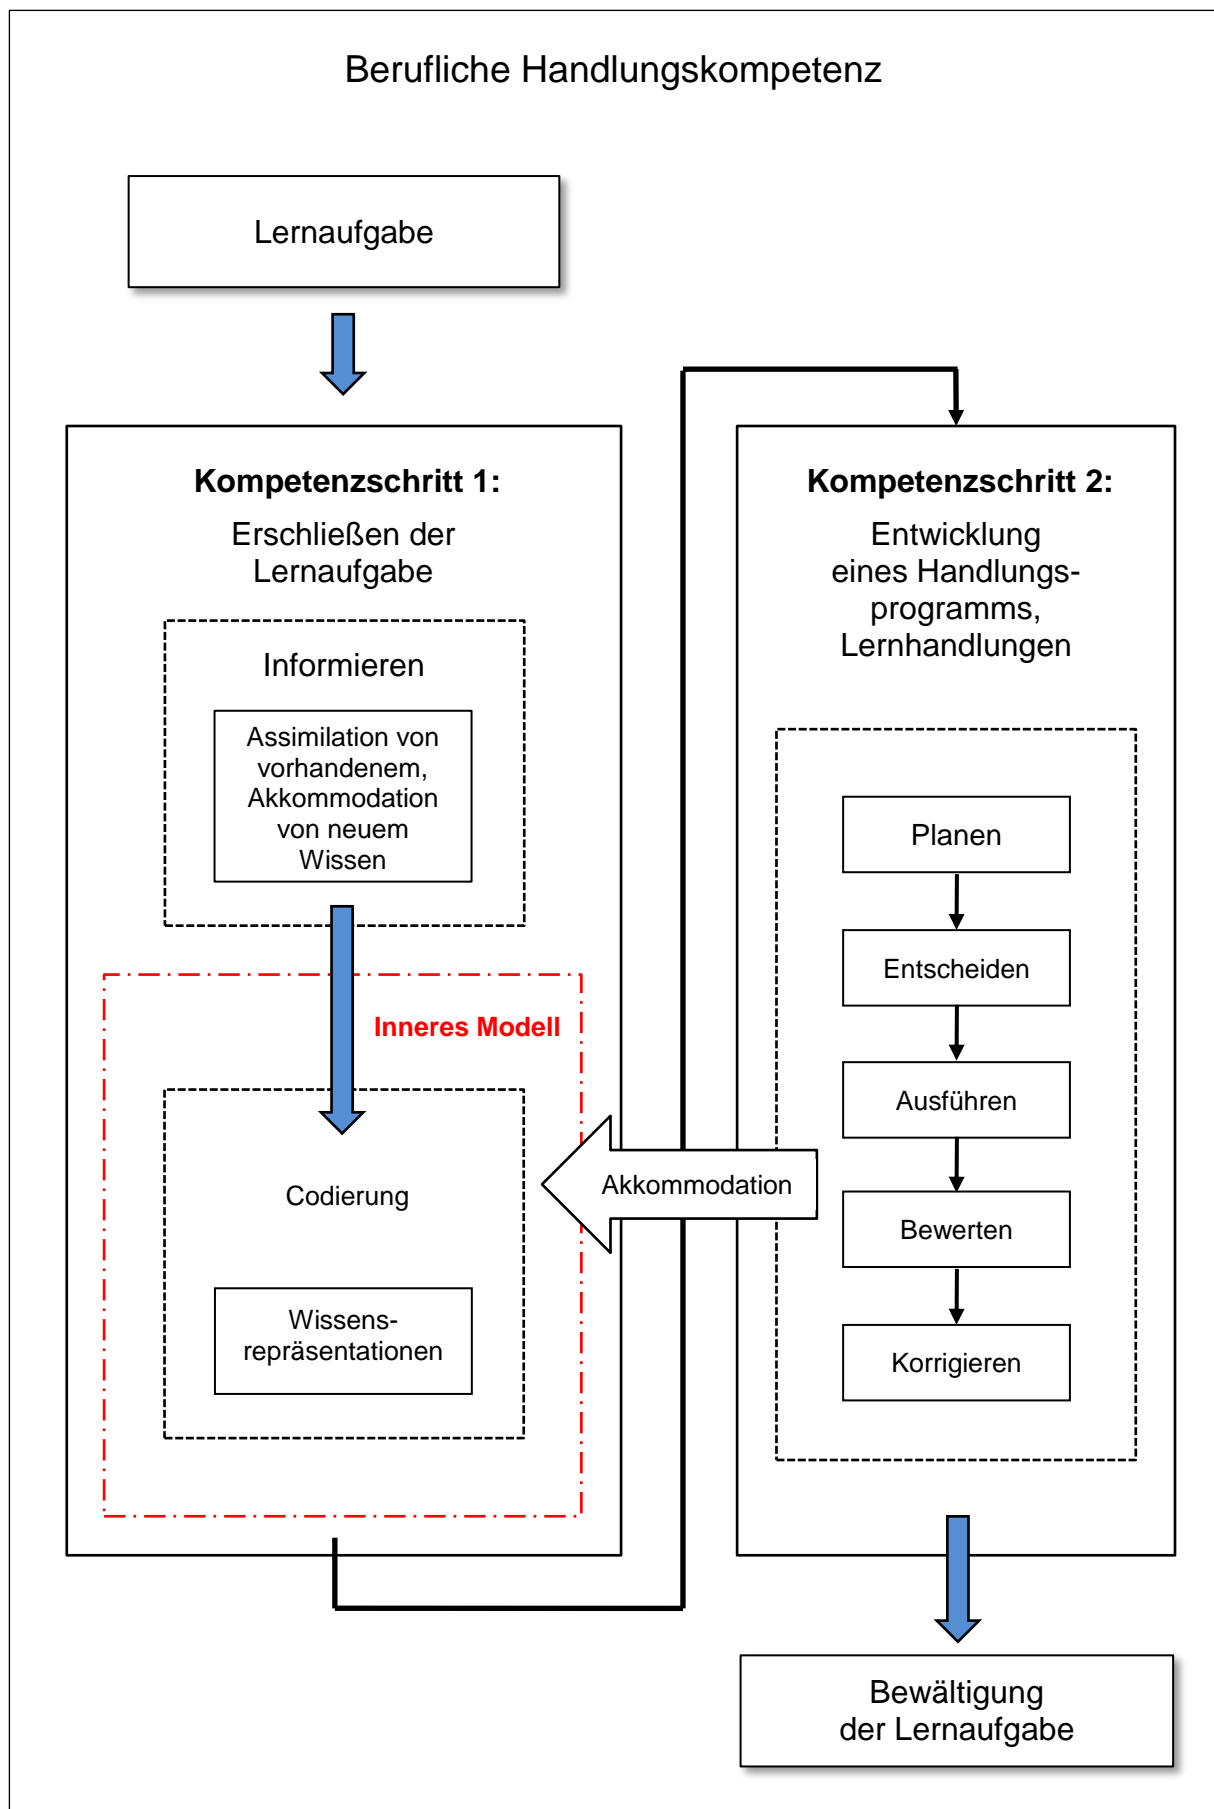 Berufliche Handlungskompetenz
Lernaufgabe
Kompetenzschritt 1:
Erschließen der
Lernaufgabe
Informieren
Assimilation von
vorhandenem,
Akkommodation
von neuem
Wissen
Inneres Modell
Codierung
Wissens-
repräsentationen
Akkommodation
Kompetenzschritt 2:
Entwicklung
eines Handlungs-
programms,
Lernhandlungen
Planen
Entscheiden
Ausführen
Bewerten
Korrigieren
Bewältigung
der Lernaufgabe